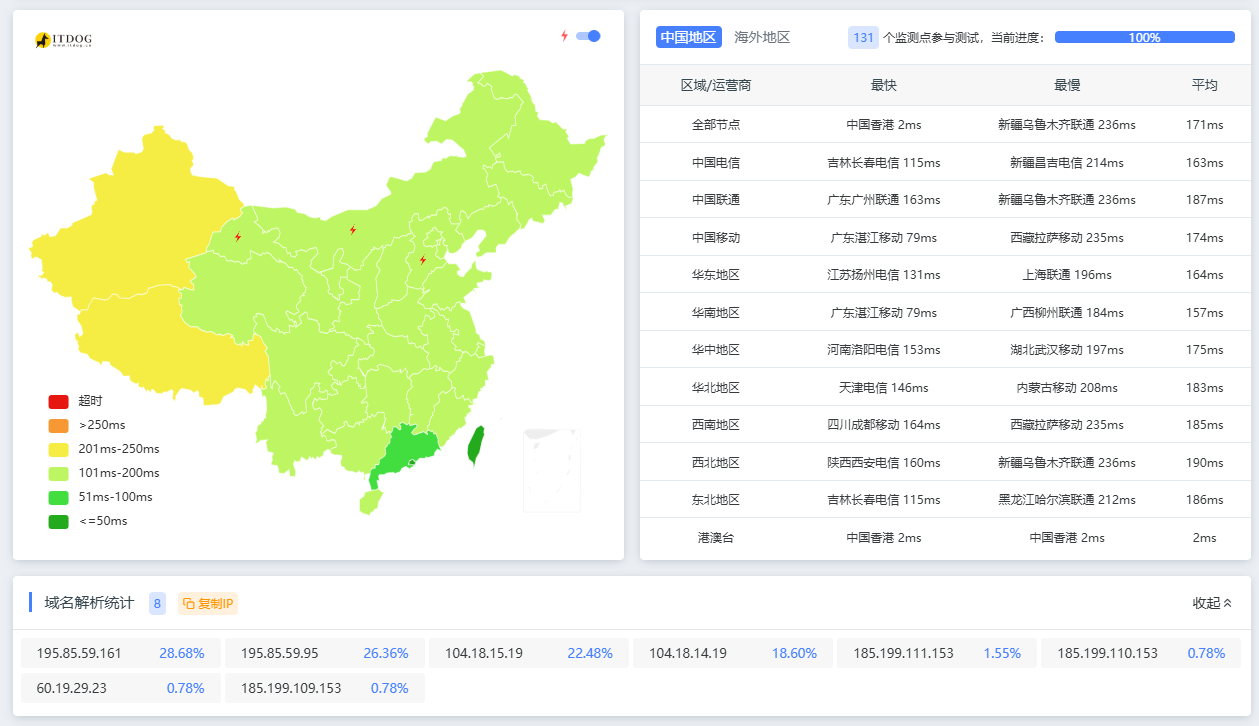 ITDOG
www.itdog.cn
超时
>250ms
201ms-250ms
101ms-200ms
51ms-100ms
<=50ms
中国地区 海外地区 131 个监测点参与测试，当前进度： 100%
区域/运营商 最快 最慢 平均
全部节点 中国香港 2ms 新疆乌鲁木齐联通 236ms 171ms
中国电信 吉林长春电信 115ms 新疆昌吉电信 214ms 163ms
中国联通 广东广州联通 163ms 新疆乌鲁木齐联通 236ms 187ms
中国移动 广东湛江移动 79ms 西藏拉萨移动 235ms 174ms
华东地区 江苏扬州电信 131ms 上海联通 196ms 164ms
华南地区 广东湛江移动 79ms 广西柳州联通 184ms 157ms
华中地区 河南洛阳电信 153ms 湖北武汉移动 197ms 175ms
华北地区 天津电信 146ms 内蒙古移动 208ms 183ms
西南地区 四川成都移动 164ms 西藏拉萨移动 235ms 185ms
西北地区 陕西西安电信 160ms 新疆乌鲁木齐联通 236ms 190ms
东北地区 吉林长春电信 115ms 黑龙江哈尔滨联通 212ms 186ms
港澳台 中国香港 2ms 中国香港 2ms 2ms
域名解析统计 8 复制IP 收起
195.85.59.161 28.68% 195.85.59.95 26.36% 104.18.15.19 22.48% 104.18.14.19 18.60% 185.199.111.153 1.55% 185.199.110.153 0.78%
60.19.29.23 0.78% 185.199.109.153 0.78%